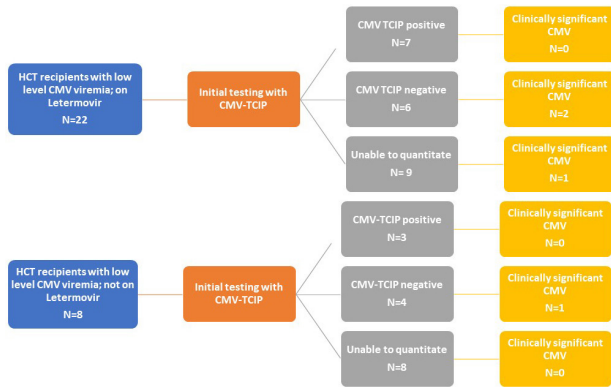 HCT recipients with low
level CMV viremia; on
Letermovir
N=22
Initial testing with
CMV-TCIP
CMV TCIP positive
N=7
Clinically significant
CMV
N=0
CMV TCIP negative
N=6
Clinically significant
CMV
N=2
Unable to quantitate
N= 9
Clinically significant
CMV
N=1
HCT recipients with low
level CMV viremia; not on
Letermovir
N=8
Initial testing with
CMV-TCIP
CMV-TCIP positive
N=3
Clinically significant
CMV
N=0
CMV-TCIP negative
N=4
Clinically significant
CMV
N=1
Unable to quantitate
N=8
Clinically significant
CMV
N=0